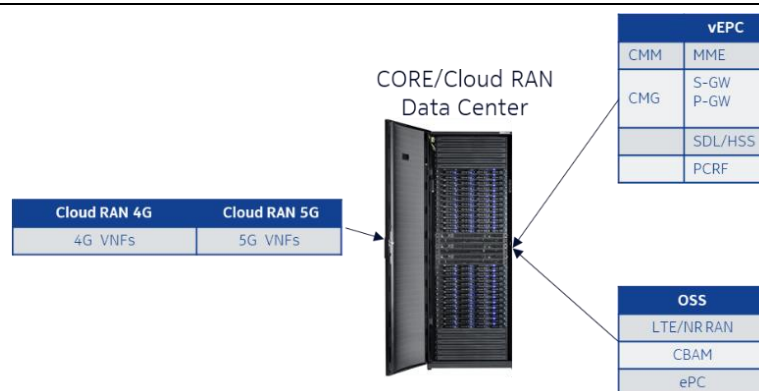 vEPC
CMM MME
CORE/Cloud RAN
Data Center
CMG S-GW
P-GW
SDL/HSS
PCRF
Cloud RAN 4G Cloud RAN 5G
4G VNFs 5G VNFs
OSS
LTE/NR RAN
CBAM
ePC